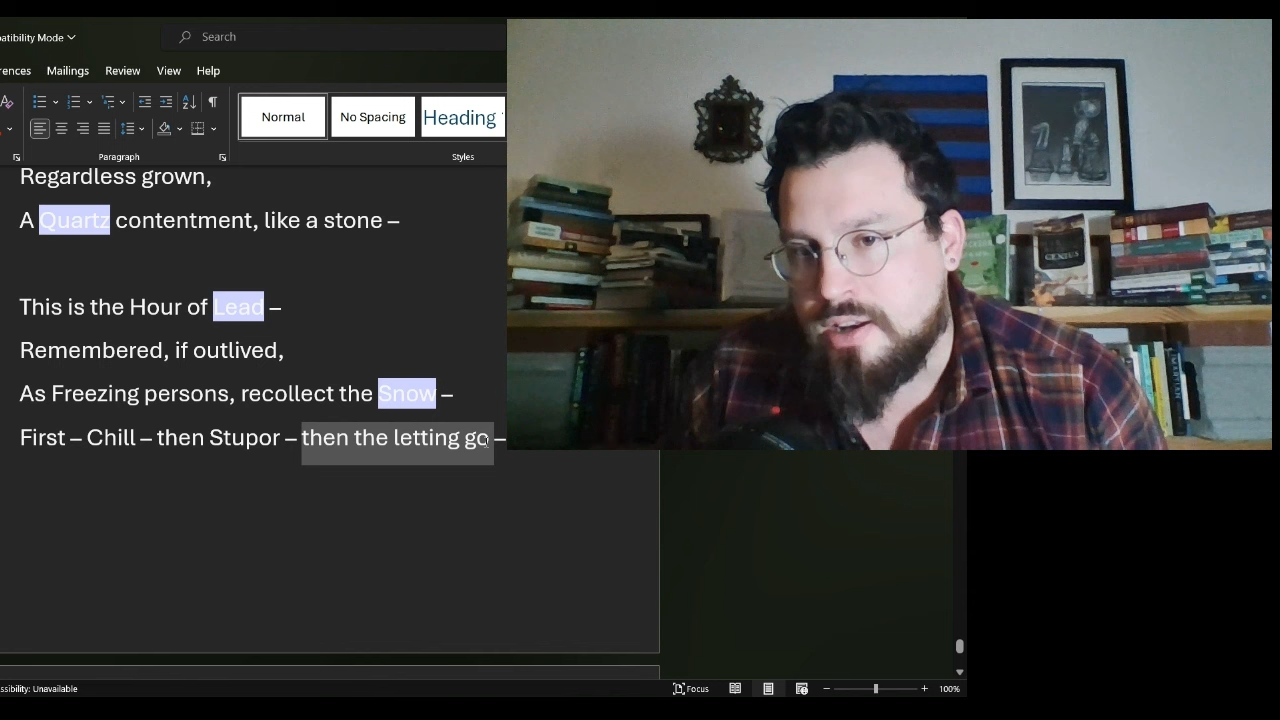 atibility Mode
Search
rences Mailings Review View Help
Normal
No Spacing
Heading
Paragraph
Styles
Regardless grown,
A Quartz contentment, like a stone –
This is the Hour of Lead –
Remembered, if outlived,
As Freezing persons, recollect the Snow –
First – Chill – then Stupor – then the letting go –
GENIUS
ssibility: Unavailable
Focus
100%